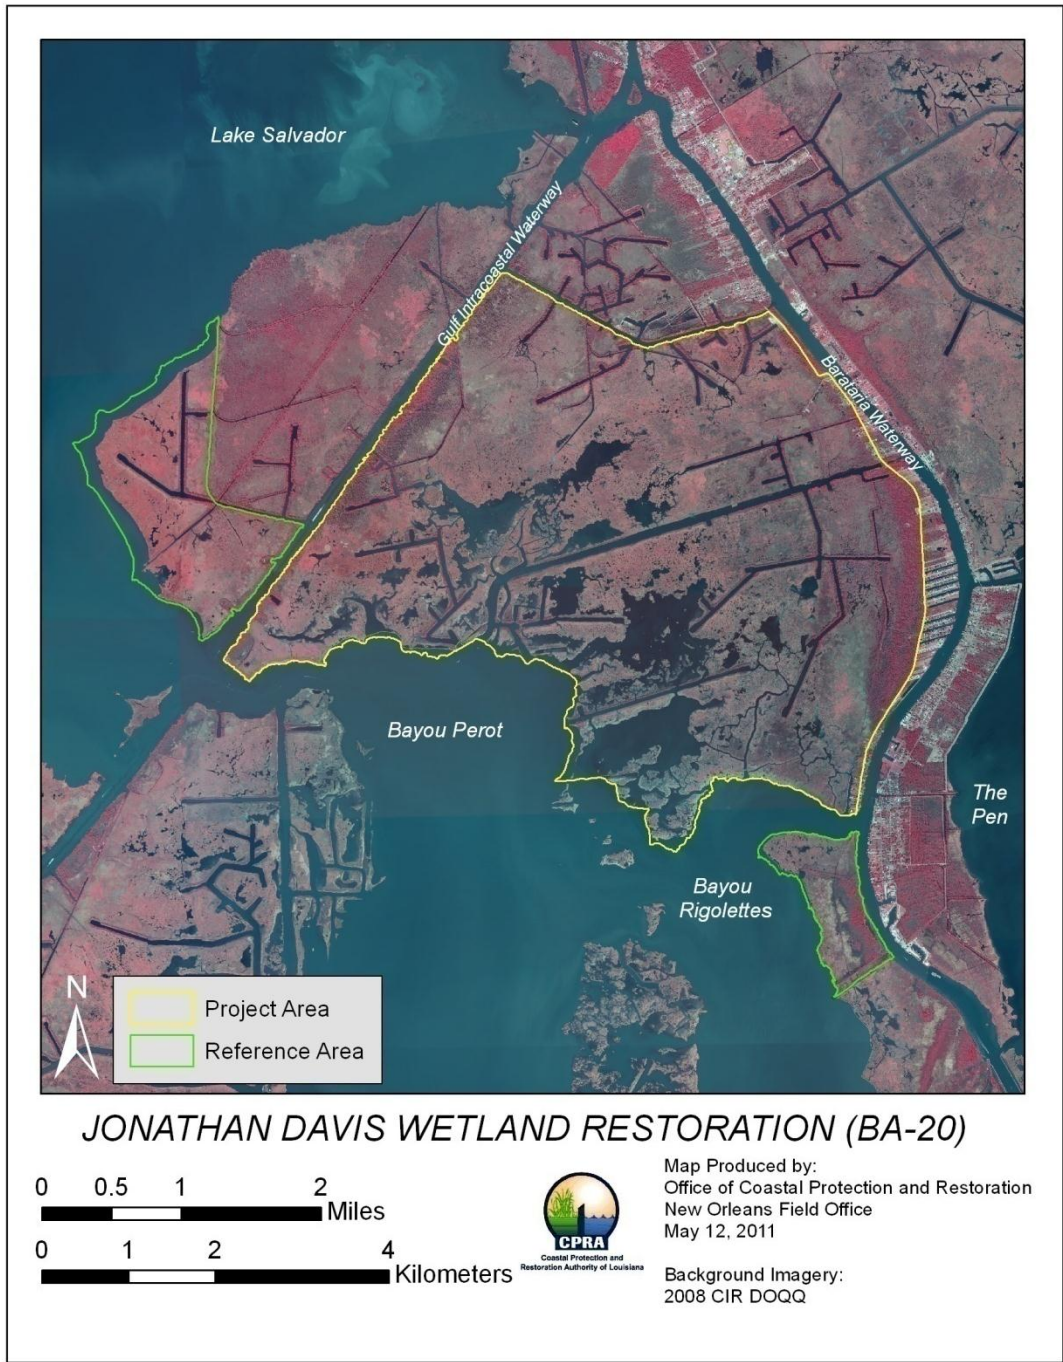 Lake Salvador
Gulf Intracoastal Waterway
Barataria Waterway
Bayou Perot
The
Pen
Bayou
Rigolettes
N
Project Area
Reference Area
JONATHAN DAVIS WETLAND RESTORATION (BA-20)
0 0.5 1 2
Miles
0 1 2 4
Kilometers
CPRA
Coastal Protection and
Restoration Authority of Louisiana
Map Produced by:
Office of Coastal Protection and Restoration
New Orleans Field Office
May 12, 2011
Background Imagery:
2008 CIR DOQQ